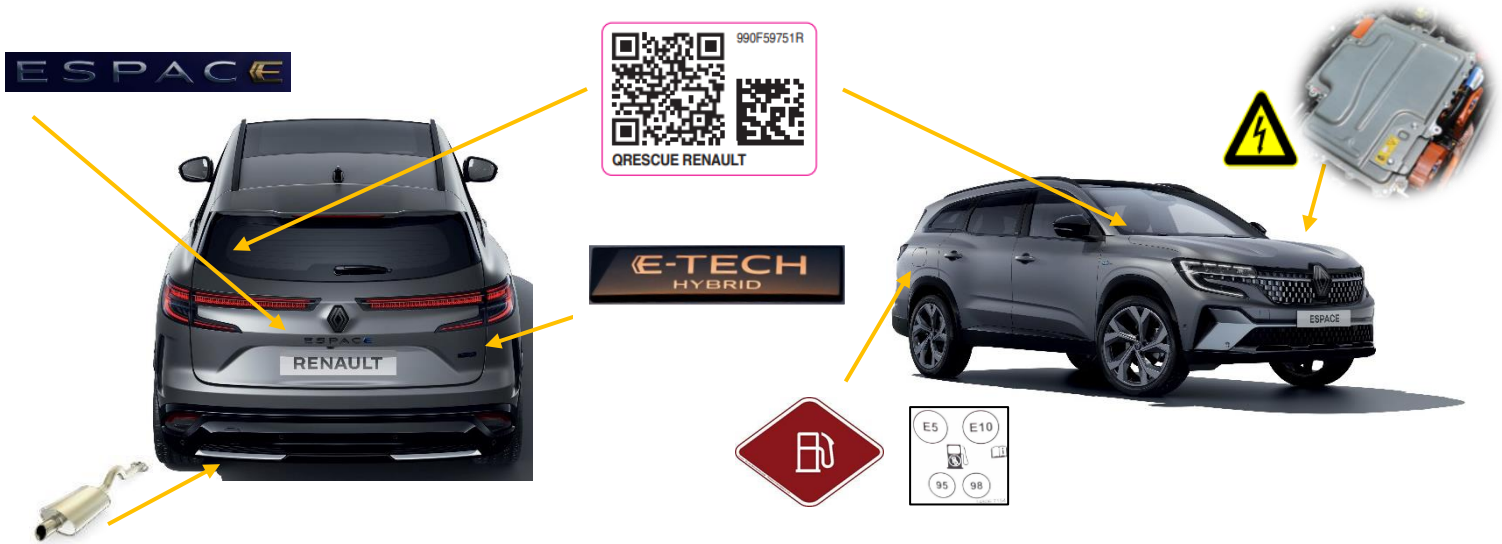 ESPACE
990F59751R
QRESCUE RENAULT
E-TECH
HYBRID
ESPACE
RENAULT
ESPACE
E5 E10
95 98